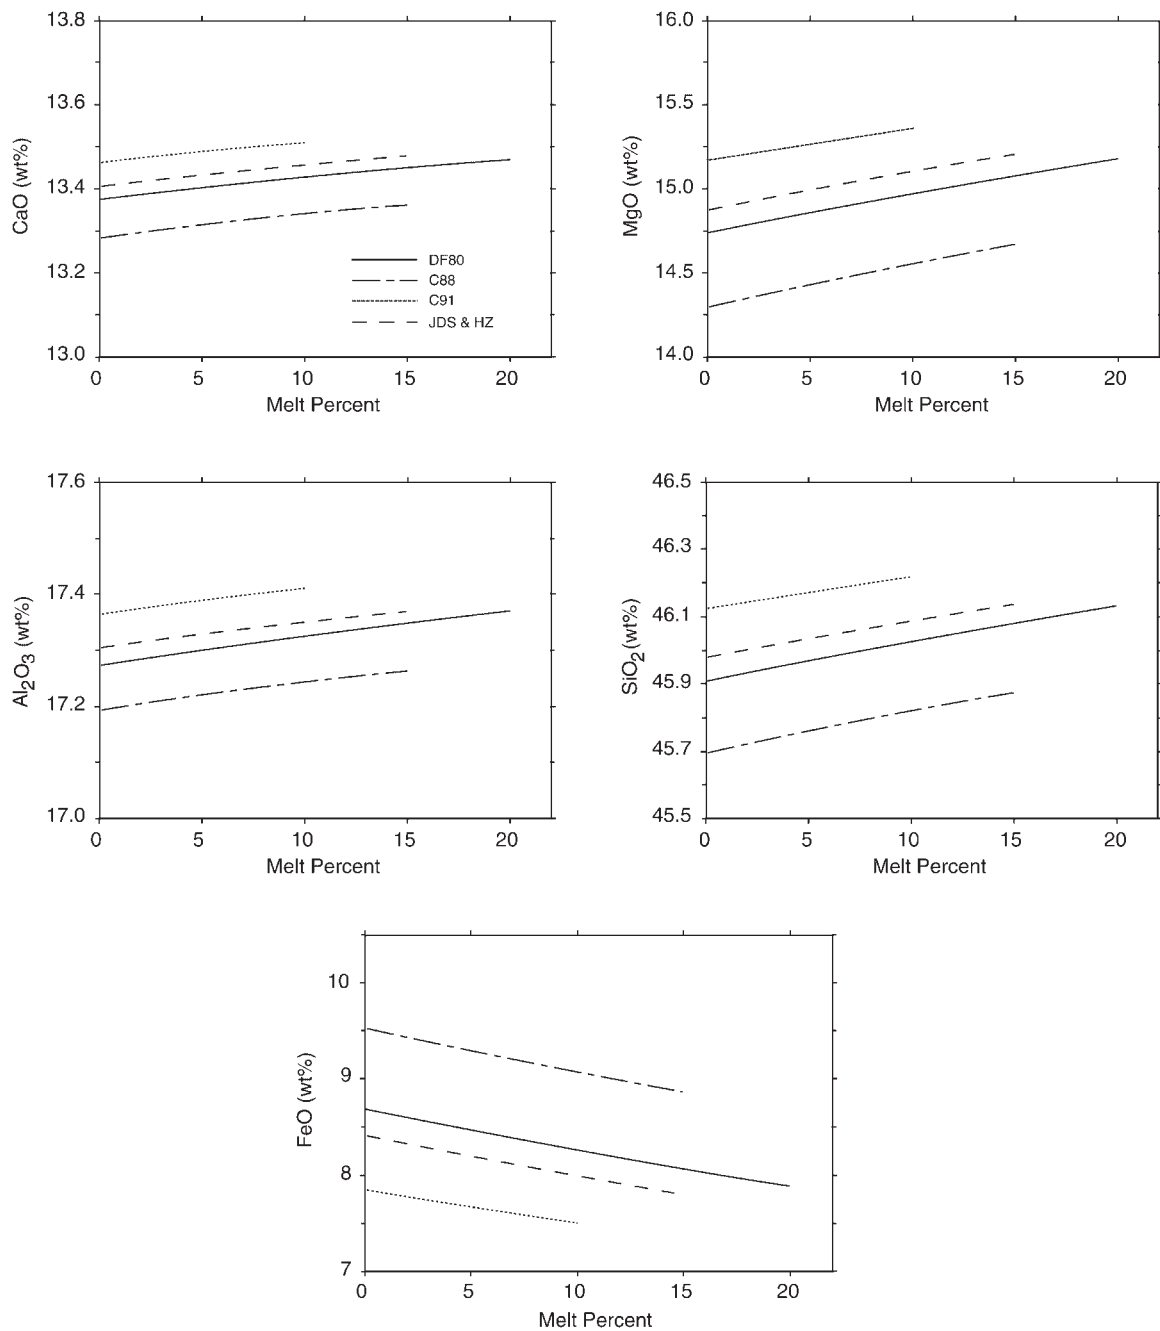 13.8
13.6
13.4
13.2
13.0
CaO (wt%)
DF80
C88
C91
JDS & HZ
0 5 10 15 20
Melt Percent
16.0
15.5
15.0
14.5
14.0
MgO (wt%)
0 5 10 15 20
Melt Percent
17.6
17.4
17.2
17.0
Al2O3 (wt%)
0 5 10 15 20
Melt Percent
46.5
46.3
46.1
45.9
45.7
45.5
SiO2 (wt%)
0 5 10 15 20
Melt Percent
10
9
8
7
FeO (wt%)
0 5 10 15 20
Melt Percent